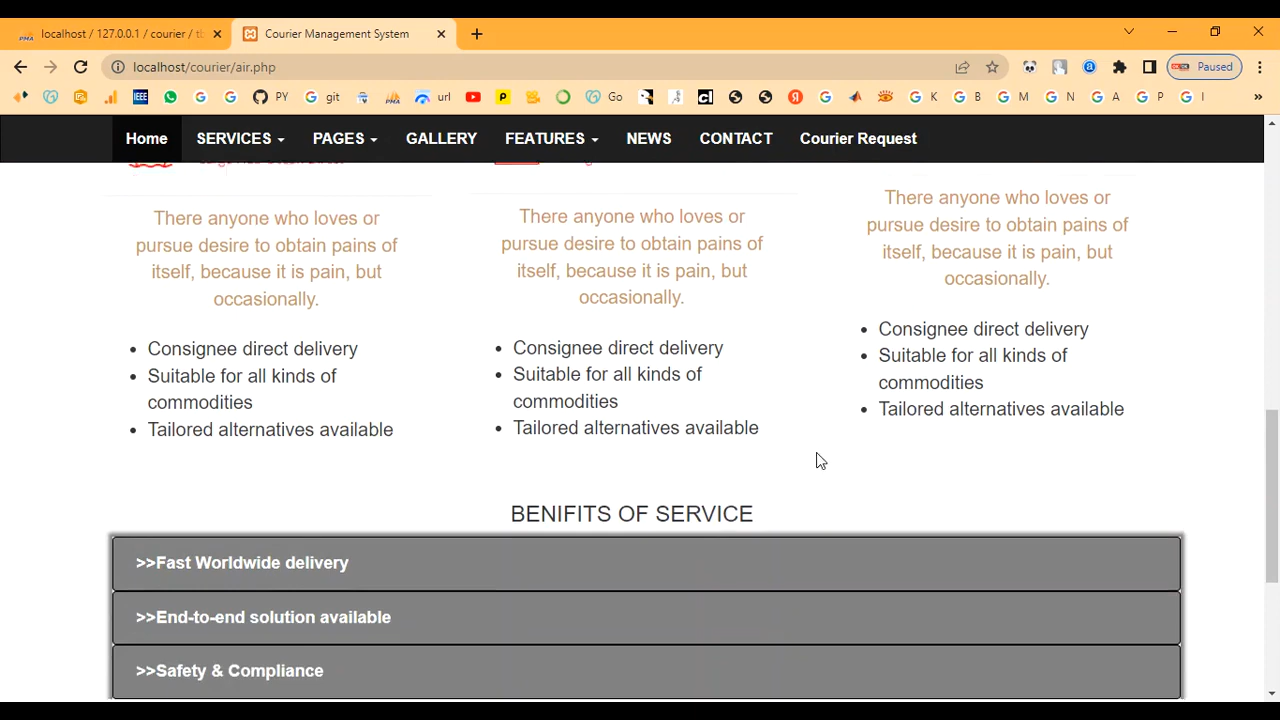 localhost / 127.0.0.1 / courier / tb
Courier Management System
localhost/courier/air.php
Paused
PY
git
url
Go
K
B
M
N
A
P
I
Home SERVICES PAGES GALLERY FEATURES NEWS CONTACT Courier Request
There anyone who loves or
pursue desire to obtain pains of
itself, because it is pain, but
occasionally.
Consignee direct delivery
Suitable for all kinds of
commodities
Tailored alternatives available
There anyone who loves or
pursue desire to obtain pains of
itself, because it is pain, but
occasionally.
Consignee direct delivery
Suitable for all kinds of
commodities
Tailored alternatives available
There anyone who loves or
pursue desire to obtain pains of
itself, because it is pain, but
occasionally.
Consignee direct delivery
Suitable for all kinds of
commodities
Tailored alternatives available
BENIFITS OF SERVICE
>>Fast Worldwide delivery
>>End-to-end solution available
>>Safety & Compliance